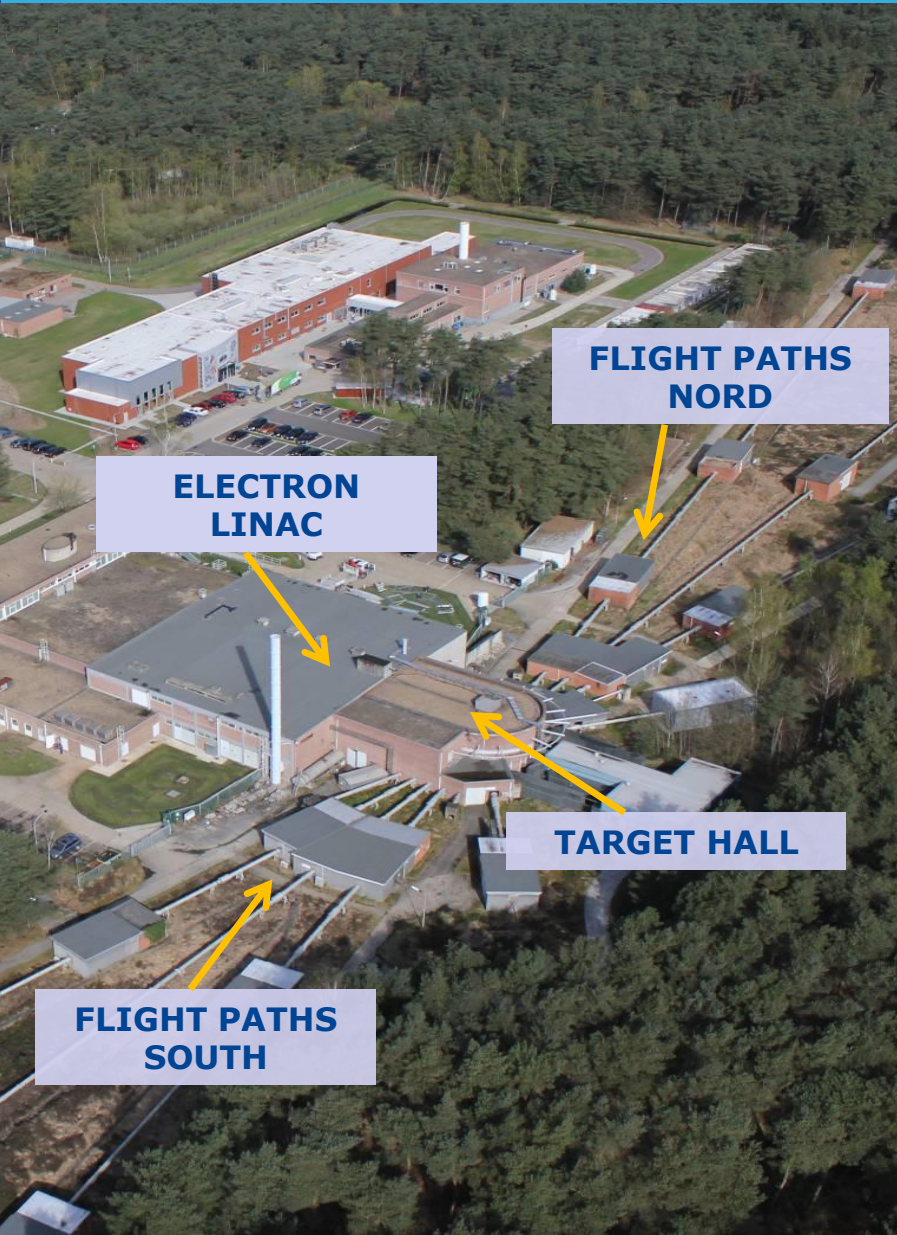 FLIGHT PATHS
NORD
ELECTRON
LINAC
TARGET HALL
FLIGHT PATHS
SOUTH